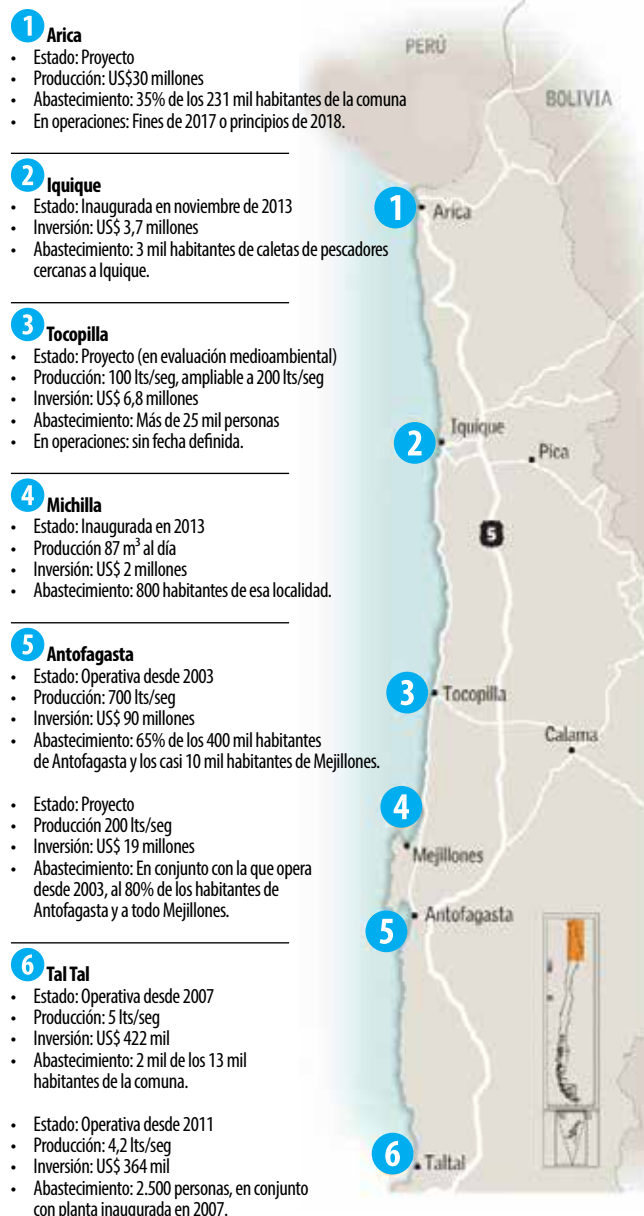 1 Arica
• Estado: Proyecto
• Producción: US$30 millones
• Abastecimiento: 35% de los 231 mil habitantes de la comuna
• En operaciones: Fines de 2017 o principios de 2018.
2 Iquique
• Estado: Inaugurada en noviembre de 2013
• Inversión: US$ 3,7 millones
• Abastecimiento: 3 mil habitantes de caletas de pescadores
cercanas a Iquique.
3 Tocopilla
• Estado: Proyecto (en evaluación medioambiental)
• Producción: 100 lts/seg, ampliable a 200 lts/seg
• Inversión: US$ 6,8 millones
• Abastecimiento: Más de 25 mil personas
• En operaciones: sin fecha definida.
4 Michilla
• Estado: Inaugurada en 2013
• Producción 87 m³ al día
• Inversión: US$ 2 millones
• Abastecimiento: 800 habitantes de esa localidad.
5 Antofagasta
• Estado: Operativa desde 2003
• Producción: 700 lts/seg
• Inversión: US$ 90 millones
• Abastecimiento: 65% de los 400 mil habitantes
de Antofagasta y los casi 10 mil habitantes de Mejillones.
• Estado: Proyecto
• Producción 200 lts/seg
• Inversión: US$ 19 millones
• Abastecimiento: En conjunto con la que opera
desde 2003, al 80% de los habitantes de
Antofagasta y a todo Mejillones.
6 Tal Tal
• Estado: Operativa desde 2007
• Producción: 5 lts/seg
• Inversión: US$ 422 mil
• Abastecimiento: 2 mil de los 13 mil
habitantes de la comuna.
• Estado: Operativa desde 2011
• Producción: 4,2 lts/seg
• Inversión: US$ 364 mil
• Abastecimiento: 2.500 personas, en conjunto
con planta inaugurada en 2007.
PERÚ
BOLIVIA
1 Arica
2 Iquique
Pica
5
3 Tocopilla
Calama
4
Mejillones
5 Antofagasta
6 Taltal